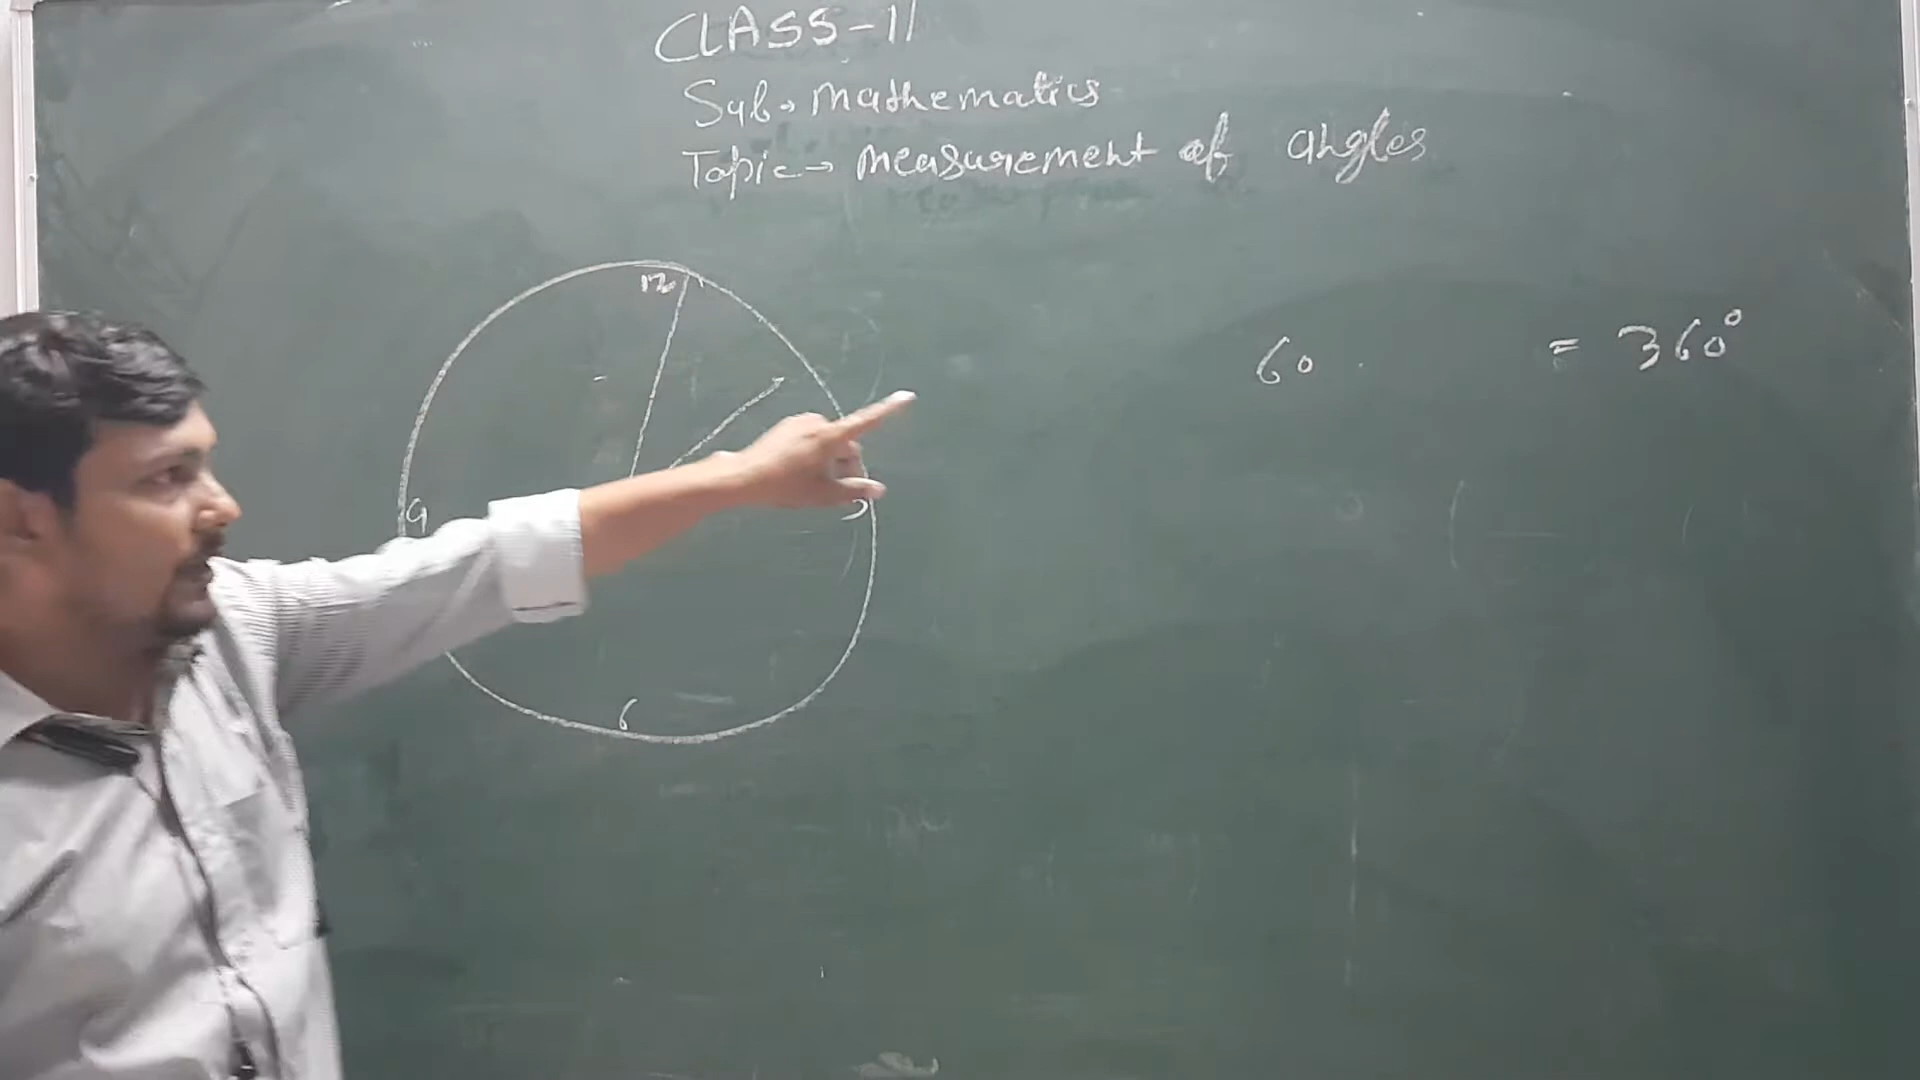 CLASS-11
Sub→ Mathematics
Topic→ measurement of angles
12
60 = 360°
9
3
6